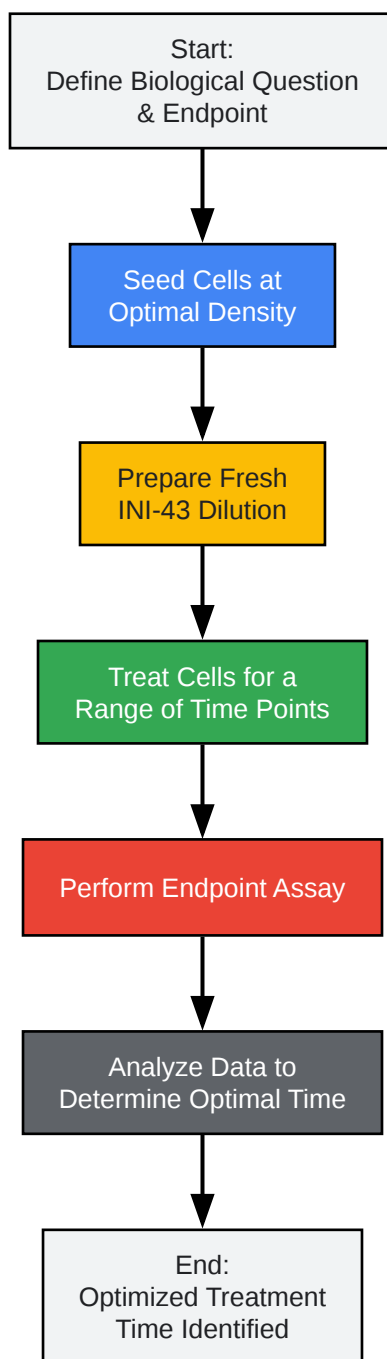 Start:
Define Biological Question
& Endpoint
Seed Cells at
Optimal Density
Prepare Fresh
INI-43 Dilution
Treat Cells for a
Range of Time Points
Perform Endpoint Assay
Analyze Data to
Determine Optimal Time
End:
Optimized Treatment
Time Identified